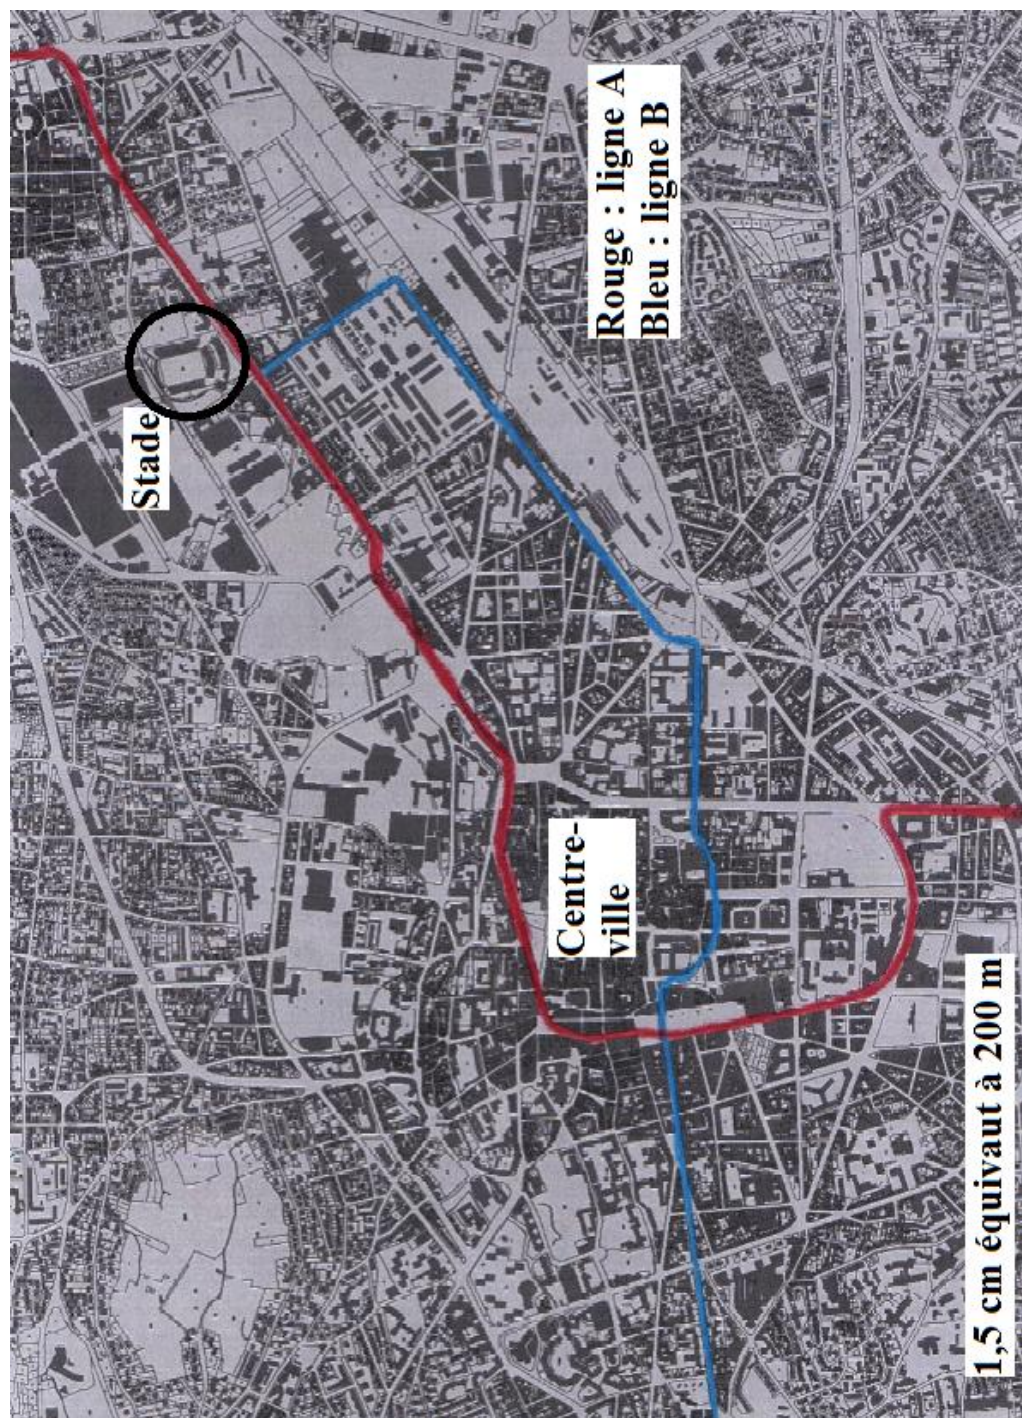 Rouge : ligne A
Bleu : ligne B
Stade
Centre-
ville
1,5 cm équivaut à 200 m